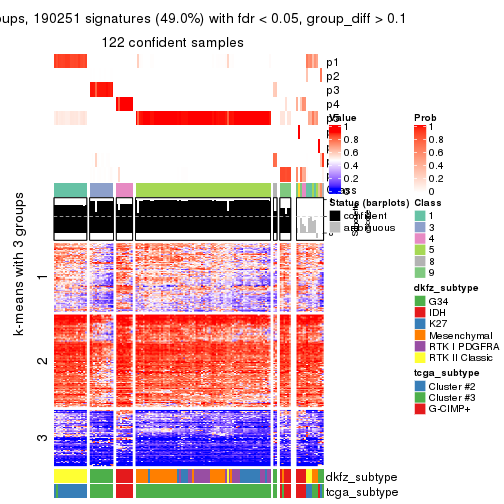 oups, 190251 signatures (49.0%) with fdr < 0.05, group_diff > 0.1
122 confident samples
p1
p2
p3
p4
Class
k-means with 3 groups
1
2
3
dkfz_subtype
tcga_subtype
Value
1
0.8
0.6
0.4
0.2
Status (barplots)
confident
ambiguous
Prob
1
0.8
0.6
0.4
0.2
0
Class
1
3
4
5
8
9
dkfz_subtype
G34
IDH
K27
Mesenchymal
RTK I PDGFRA
RTK II Classic
tcga_subtype
Cluster #2
Cluster #3
G-CIMP+